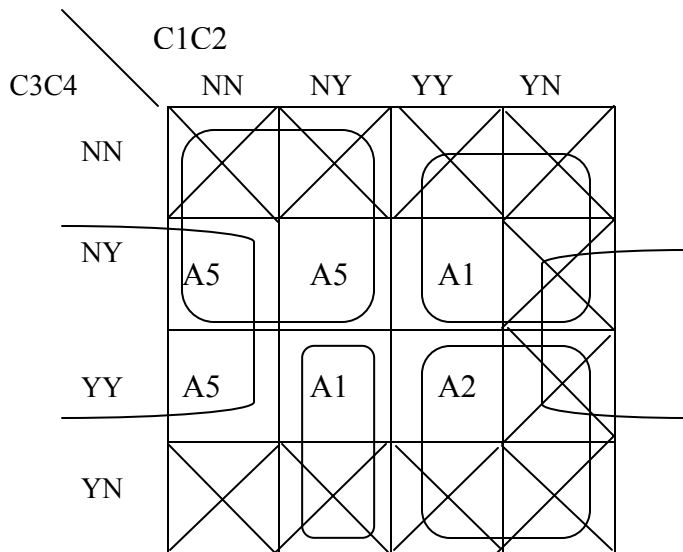 C1C2
C3C4 NN NY YY YN
NN
NY A5 A5 A1
YY A5 A1 A2
YN